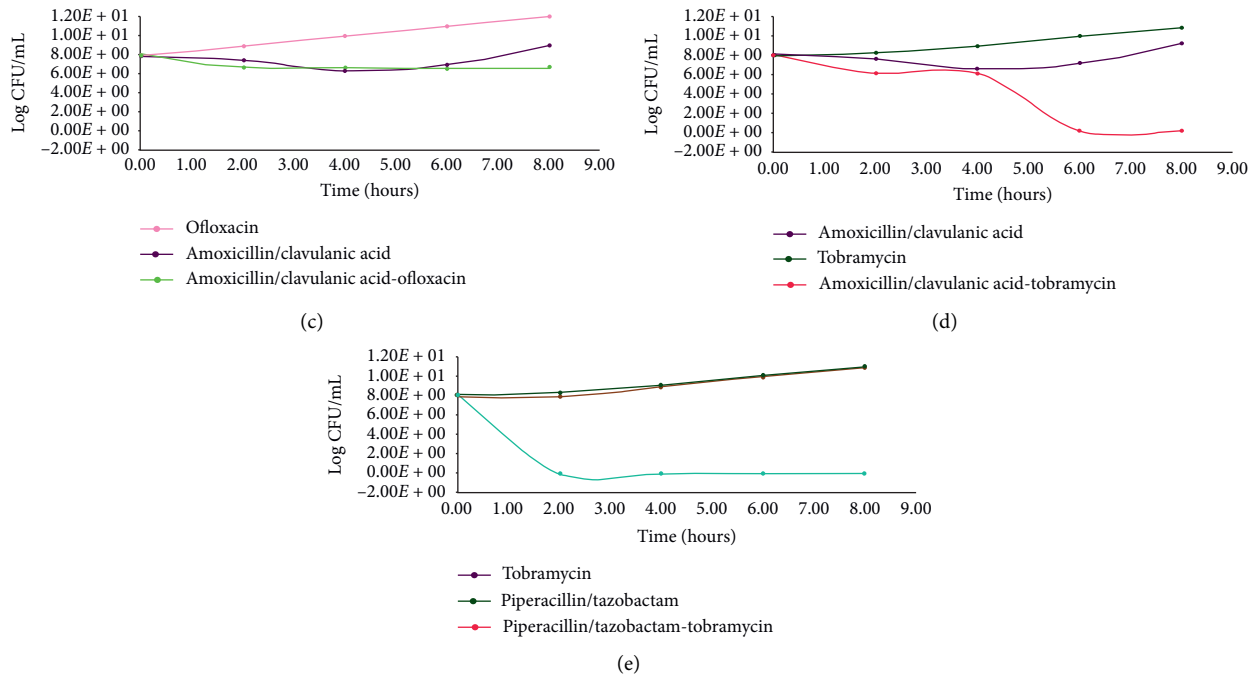 1.20E + 01
1.00E + 01
8.00E + 00
6.00E + 00
4.00E + 00
2.00E + 00
0.00E + 00
–2.00E + 00
Log CFU/mL
0.00 1.00 2.00 3.00 4.00 5.00 6.00 7.00 8.00 9.00
Time (hours)
Ofloxacin
Amoxicillin/clavulanic acid
Amoxicillin/clavulanic acid-ofloxacin
(c)
1.20E + 01
1.00E + 01
8.00E + 00
6.00E + 00
4.00E + 00
2.00E + 00
0.00E + 00
–2.00E + 00
Log CFU/mL
0.00 1.00 2.00 3.00 4.00 5.00 6.00 7.00 8.00 9.00
Time (hours)
Amoxicillin/clavulanic acid
Tobramycin
Amoxicillin/clavulanic acid-tobramycin
(d)
1.20E + 01
1.00E + 01
8.00E + 00
6.00E + 00
4.00E + 00
2.00E + 00
0.00E + 00
–2.00E + 00
Log CFU/mL
0.00 1.00 2.00 3.00 4.00 5.00 6.00 7.00 8.00 9.00
Time (hours)
Tobramycin
Piperacillin/tazobactam
Piperacillin/tazobactam-tobramycin
(e)